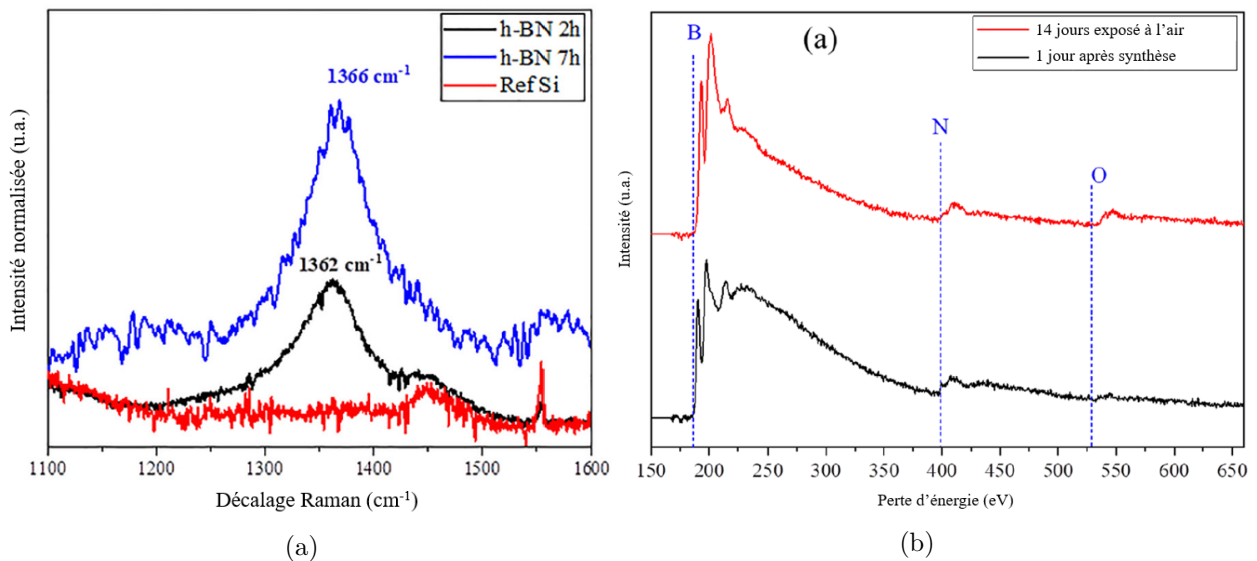 h-BN 2h
h-BN 7h
Ref Si
1366 cm⁻¹
1362 cm⁻¹
Intensité normalisée (u.a.)
1100 1200 1300 1400 1500 1600
Décalage Raman (cm⁻¹)
(a)
(a)
14 jours exposé à l'air
1 jour après synthèse
B
N
O
Intensité (u.a.)
150 200 250 300 350 400 450 500 550 600 650
Perte d'énergie (eV)
(b)